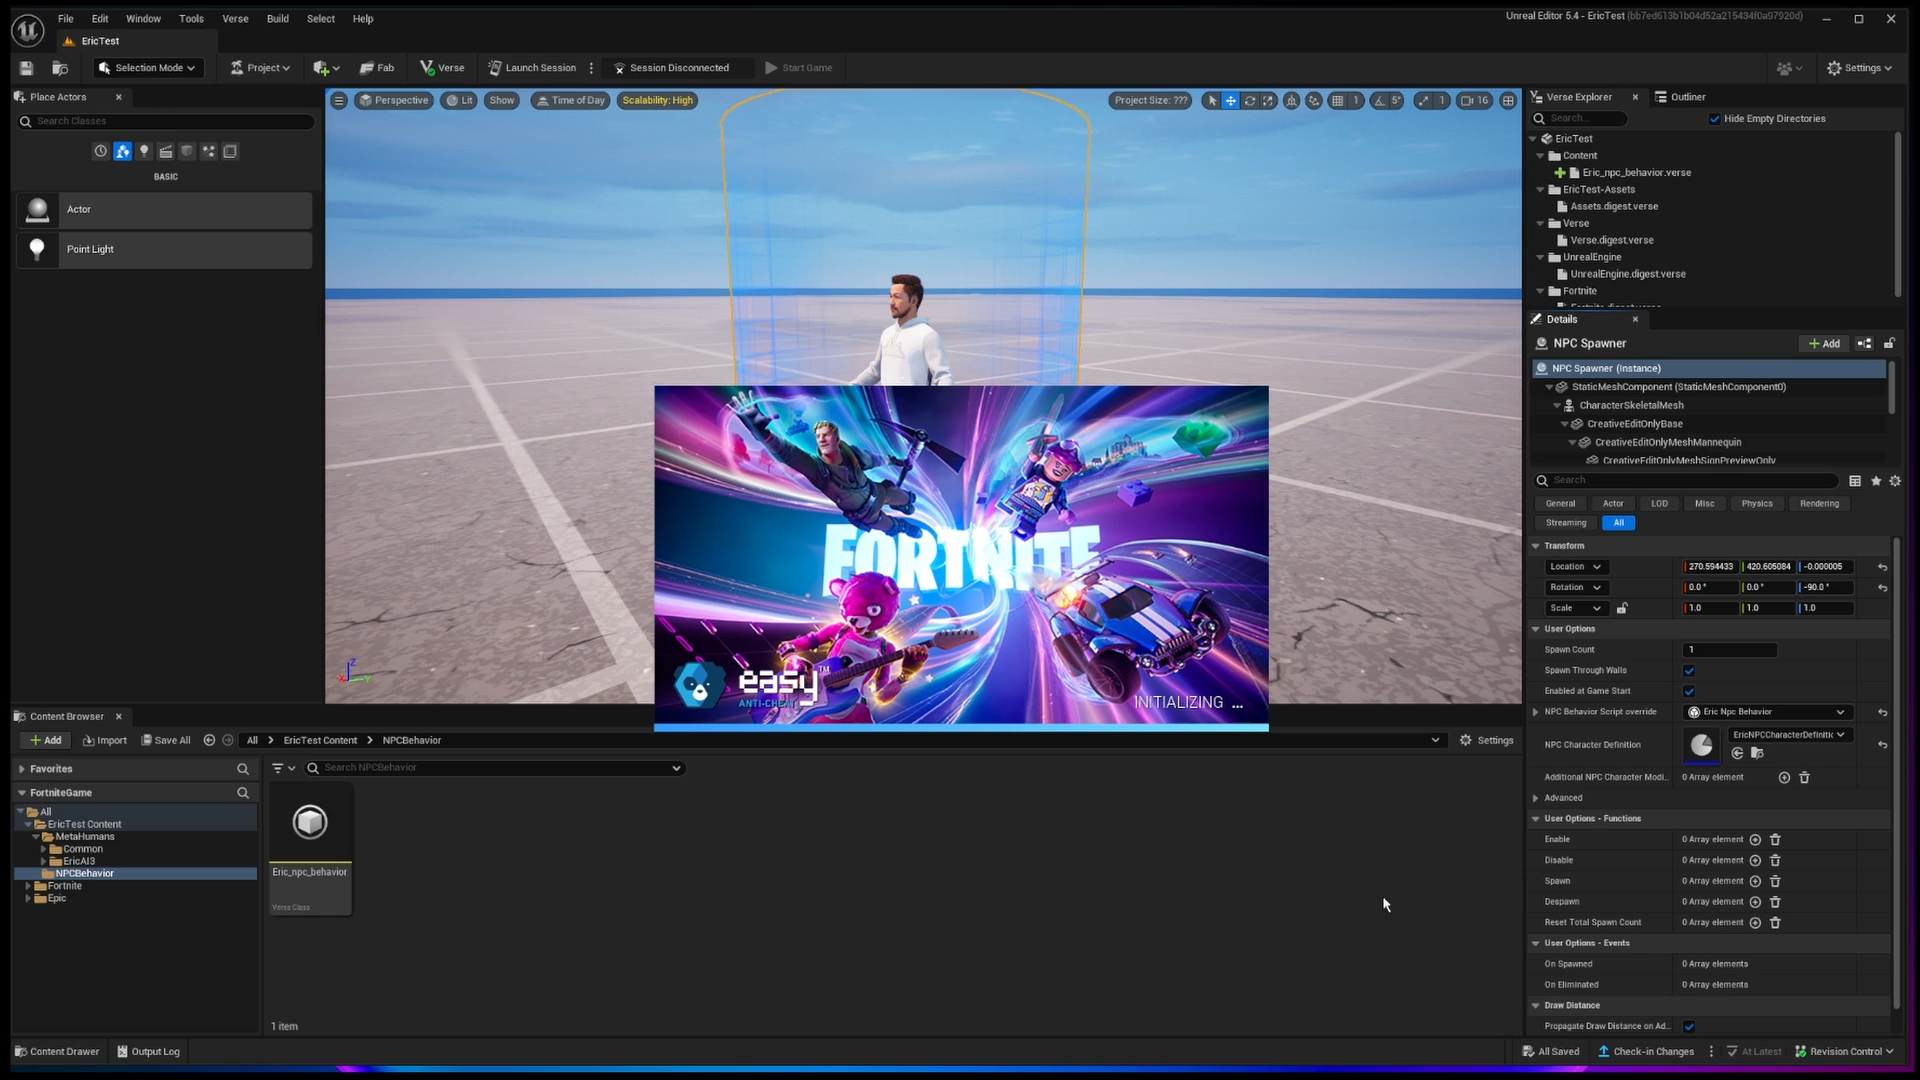 File Edit Window Tools Verse Build Select Help
Unreal Editor 5.4 - EricTest (bb7ed613b1b04d52a215434f0a97920d)
EricTest
Selection Mode Project Fab Verse Launch Session Session Disconnected Start Game Settings
Place Actors
Search Classes
BASIC
Actor
Point Light
Perspective Lit Show Time of Day Scalability: High Project Size: ??? 1 5° 1 16
FORTNITE
easy™
ANTI-CHEAT
INITIALIZING ...
Z
X Y
Verse Explorer Outliner
Search... Hide Empty Directories
EricTest
Content
Eric_npc_behavior.verse
EricTest-Assets
Assets.digest.verse
Verse
Verse.digest.verse
UnrealEngine
UnrealEngine.digest.verse
Fortnite
Fortnite.digest.verse
Details
NPC Spawner Add
NPC Spawner (Instance)
StaticMeshComponent (StaticMeshComponent0)
CharacterSkeletalMesh
CreativeEditOnlyBase
CreativeEditOnlyMeshMannequin
CreativeEditOnlyMeshSignPreviewOnly
Search
General Actor LOD Misc Physics Rendering
Streaming All
Transform
Location 270.594433 420.605084 -0.000005
Rotation 0.0 ° 0.0 ° -90.0 °
Scale 1.0 1.0 1.0
User Options
Spawn Count 1
Spawn Through Walls
Enabled at Game Start
NPC Behavior Script override Eric Npc Behavior
NPC Character Definition EricNPCCharacterDefinitic
Additional NPC Character Modi... 0 Array element
Advanced
User Options - Functions
Enable 0 Array element
Disable 0 Array element
Spawn 0 Array element
Despawn 0 Array element
Reset Total Spawn Count 0 Array element
User Options - Events
On Spawned 0 Array elements
On Eliminated 0 Array elements
Draw Distance
Propagate Draw Distance on Ad...
Content Browser
Add Import Save All All EricTest Content NPCBehavior Settings
Favorites
Search NPCBehavior
FortniteGame
All
EricTest Content
MetaHumans
Common
EricAI3
NPCBehavior
Fortnite
Epic
Eric_npc_behavior
Verse Class
1 item
Content Drawer Output Log All Saved Check-in Changes At Latest Revision Control